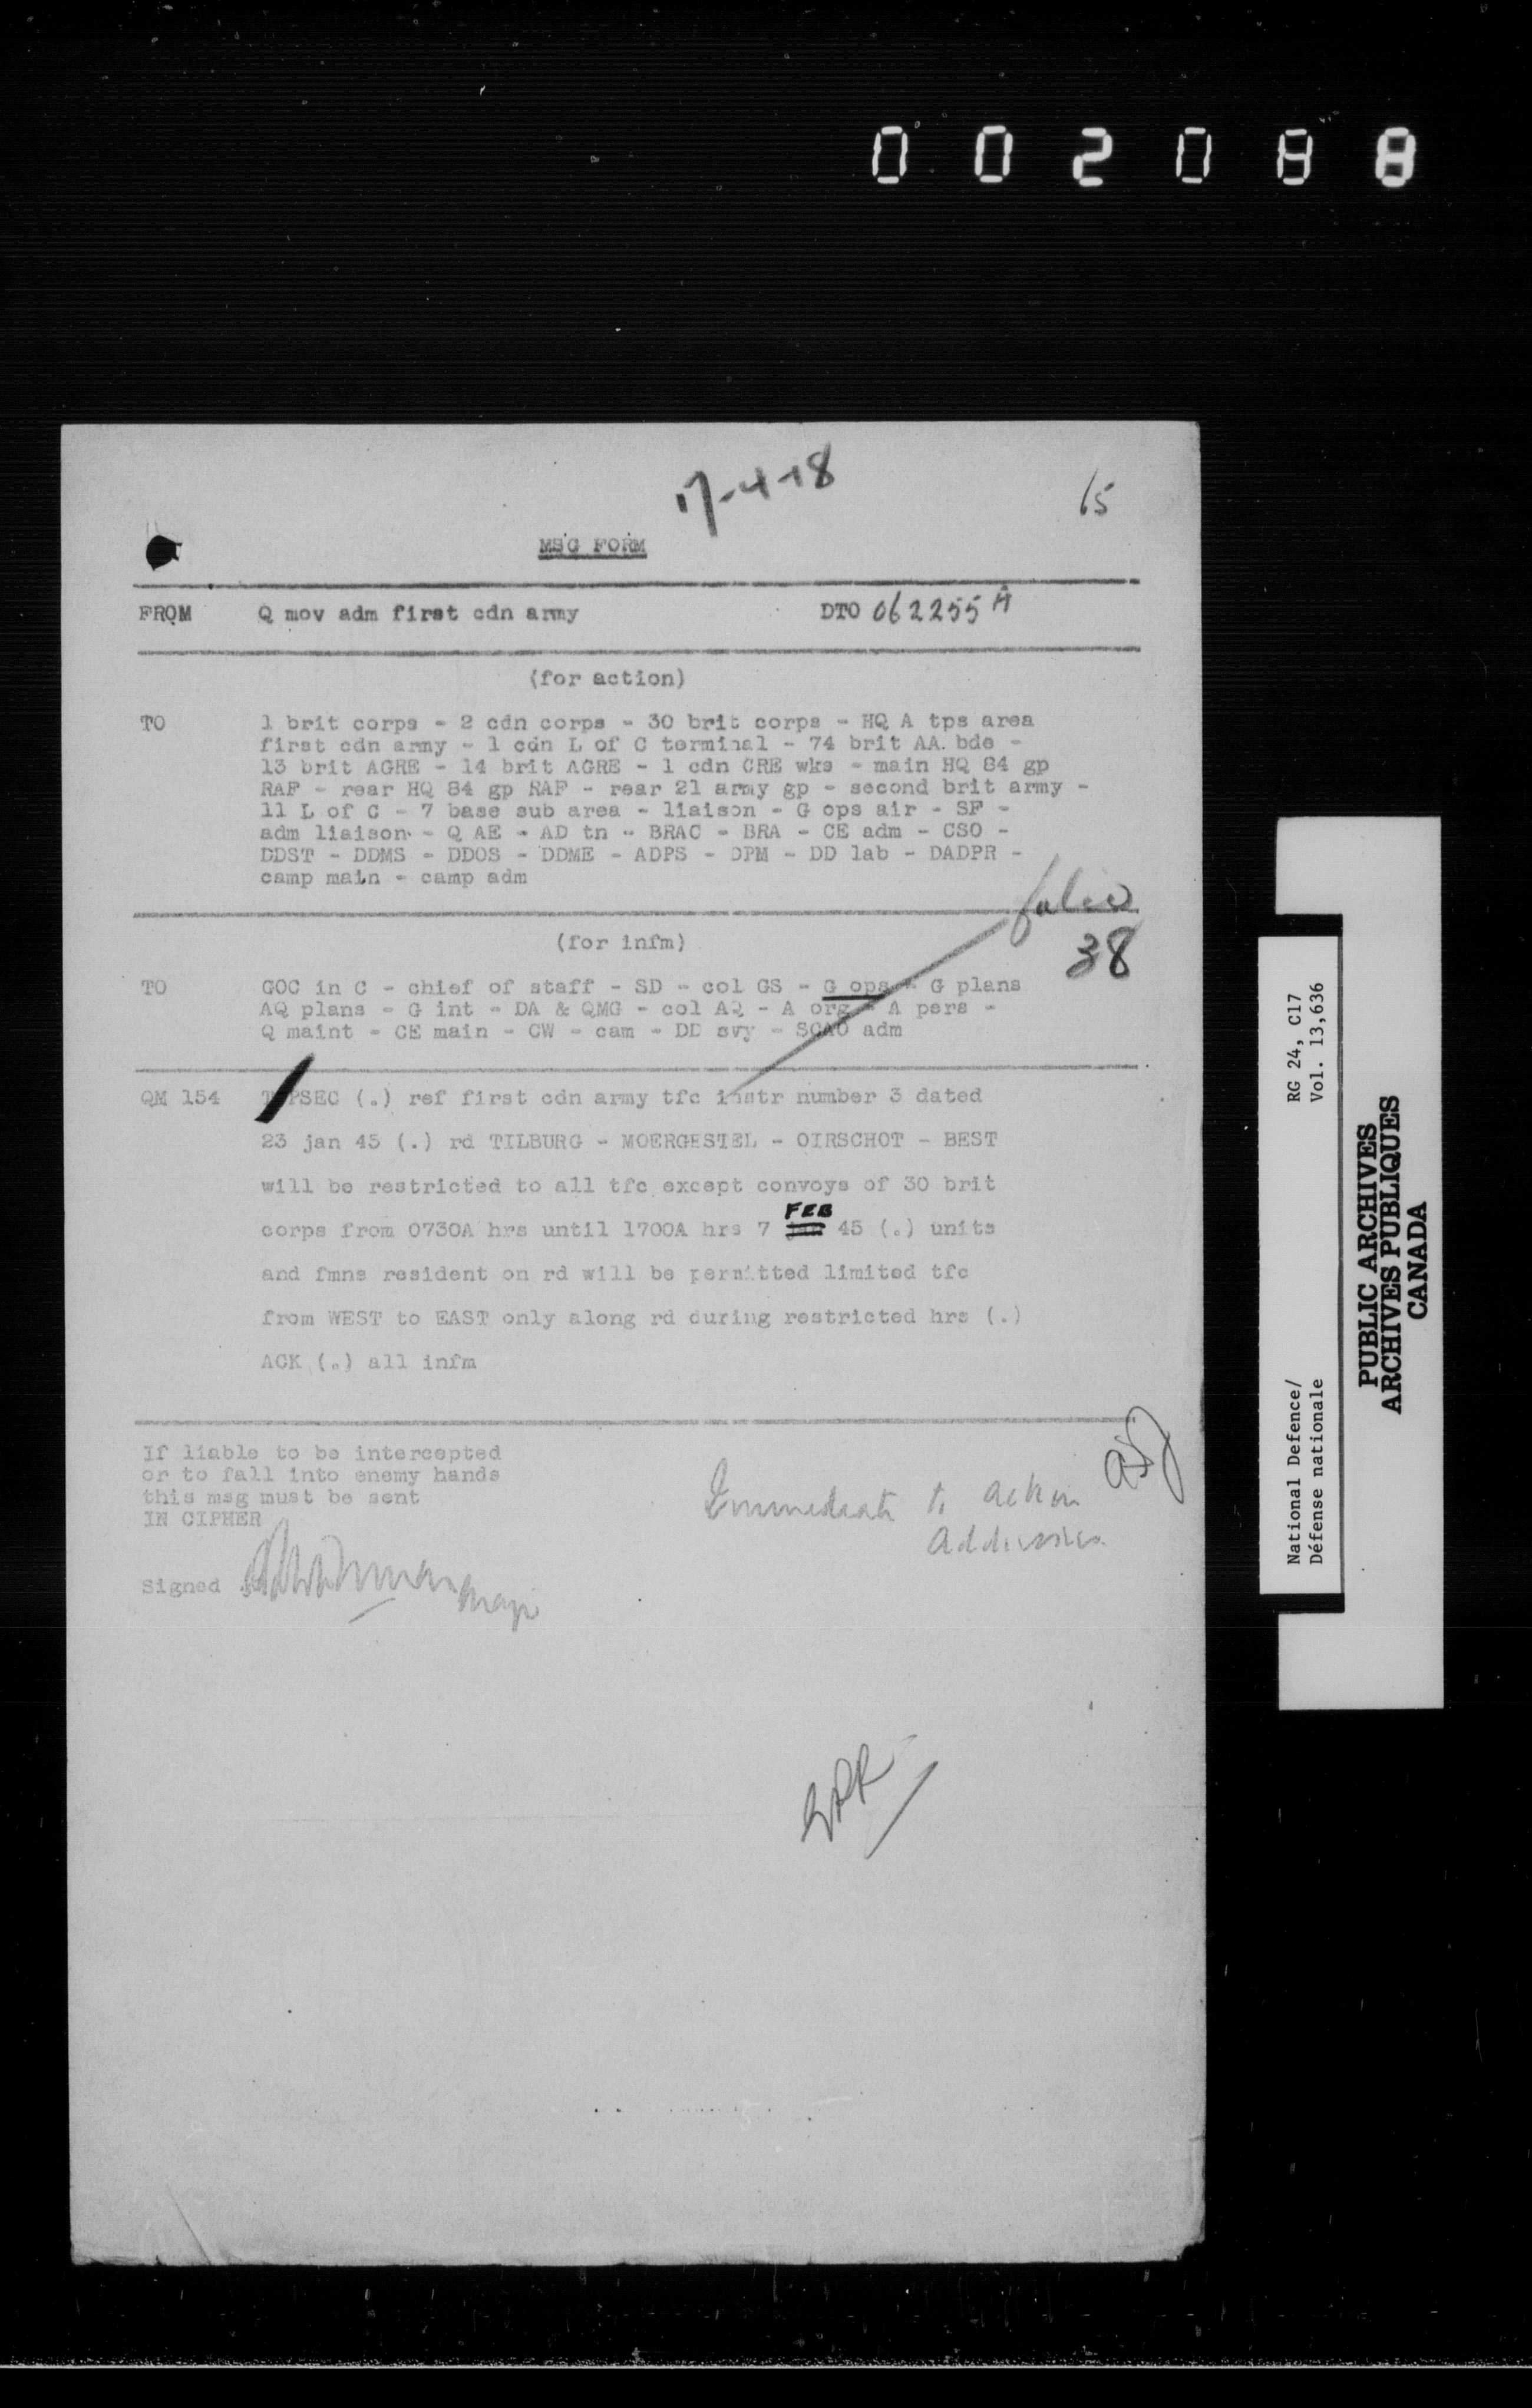 002088
17-4-18
65
MSG FORM
FROM Q mov adm first cdn army DTO 062255 A
(for action)
TO 1 brit corps - 2 cdn corps - 30 brit corps - HQ A tps area
first cdn army - 1 cdn L of C terminal - 74 brit AA. bde -
13 brit AGRE - 14 brit AGRE - 1 cdn CRE wks - main HQ 84 gp
RAF - rear HQ 84 gp RAF - rear 21 army gp - second brit army -
11 L of C - 7 base sub area - liaison - G ops air - SF -
adm liaison - Q AE - AD tn - BRAC - BRA - CE adm - CSO -
DDST - DDMS - DDOS - DDME - ADPS - DPM - DD lab - DADPR -
camp main - camp adm
folio
38
(for infm)
TO GOC in C - chief of staff - SD - col GS - G ops - G plans
AQ plans - G int - DA & QMG - col AQ - A org - A pers -
Q maint - CE main - CW - cam - DD svy - SCAO adm
QM 154 TOPSEC (.) ref first cdn army tfc instr number 3 dated
23 jan 45 (.) rd TILBURG - MOERGESTEL - OIRSCHOT - BEST
will be restricted to all tfc except convoys of 30 brit
corps from 0730A hrs until 1700A hrs 7 jan FEB 45 (.) units
and fmns resident on rd will be permitted limited tfc
from WEST to EAST only along rd during restricted hrs (.)
ACK (.) all infm
If liable to be intercepted
or to fall into enemy hands
this msg must be sent
IN CIPHER
Immediate to action
addressees.
Signed Maj
National Defence/ RG 24, C17
Défense nationale Vol. 13,636
PUBLIC ARCHIVES
ARCHIVES PUBLIQUES
CANADA